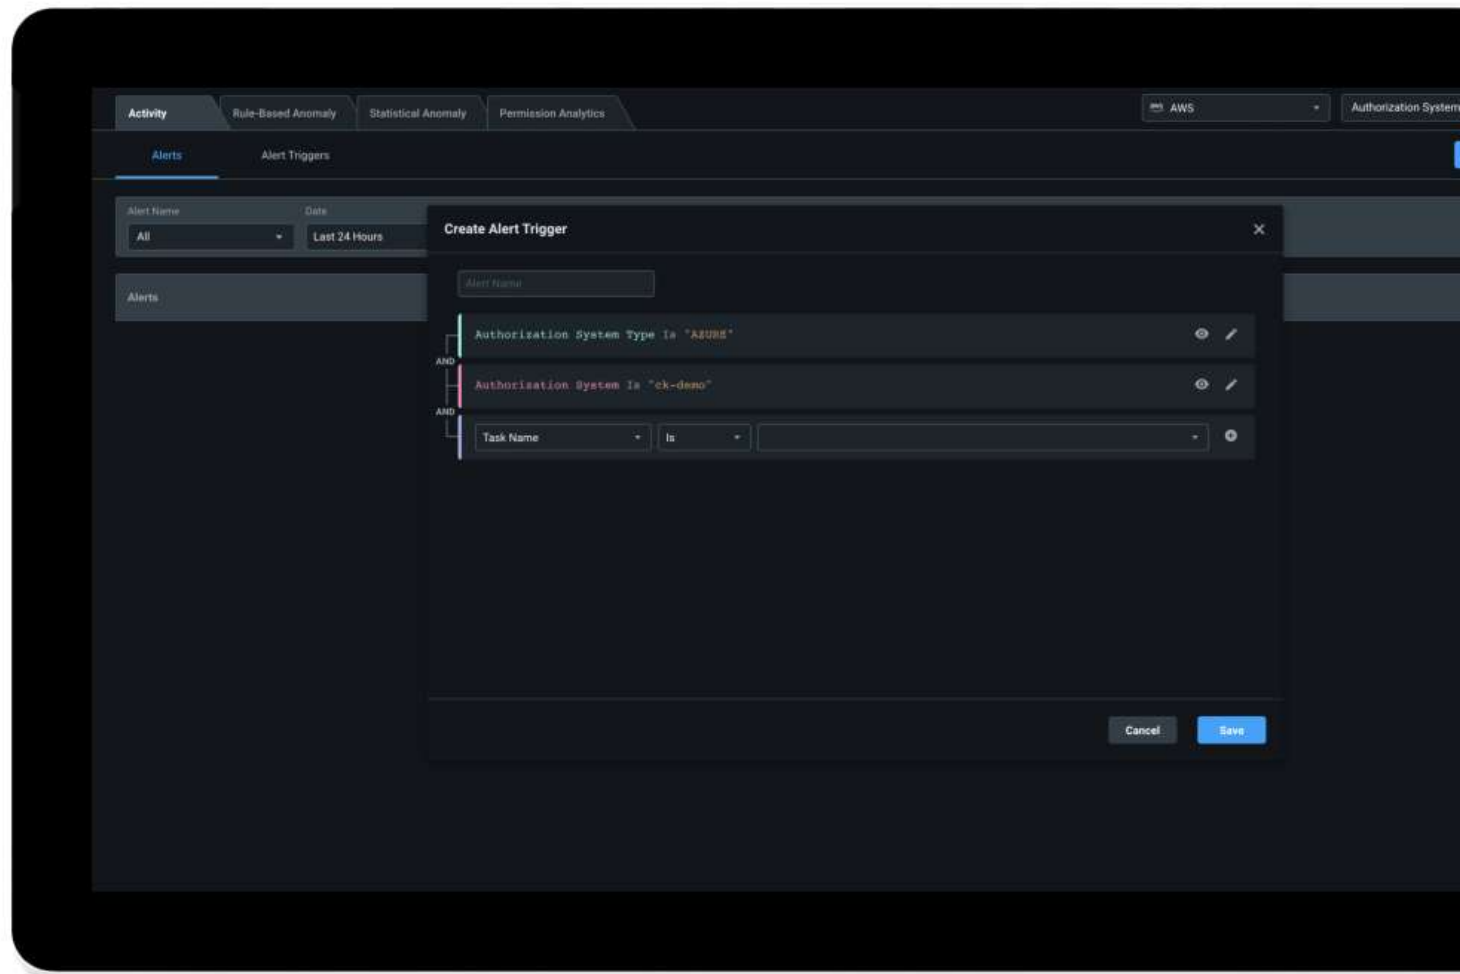 Activity
Rule-Based Anomaly
Statistical Anomaly
Permission Analytics
AWS
Authorization System
Alerts
Alert Triggers
Alert Name
Date
All
Last 24 Hours
Alerts
Create Alert Trigger
Alert Name
Authorization System Type Is "AZURE"
AND
Authorization System Is "ck-demo"
AND
Task Name
Is
Cancel
Save